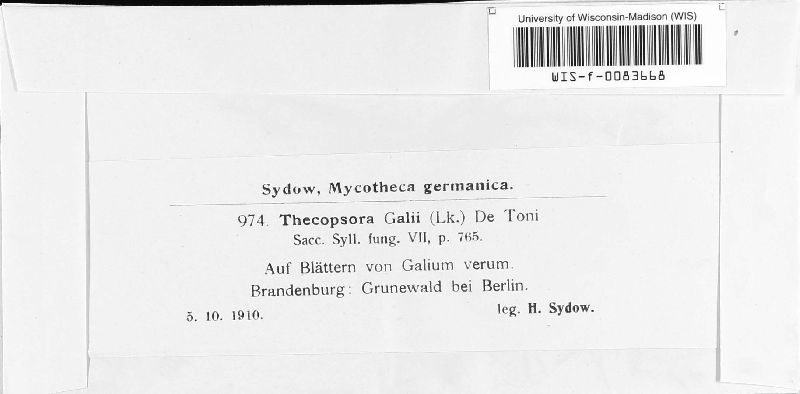 University of Wisconsin-Madison (WIS)
WIS-f-0083668
Sydow, Mycotheca germanica.
974. Thecopsora Galii (Lk.) De Toni
Sacc. Syll. fung. VII, p. 765.
Auf Blättern von Galium verum.
Brandenburg: Grunewald bei Berlin.
5. 10. 1910. leg. H. Sydow.